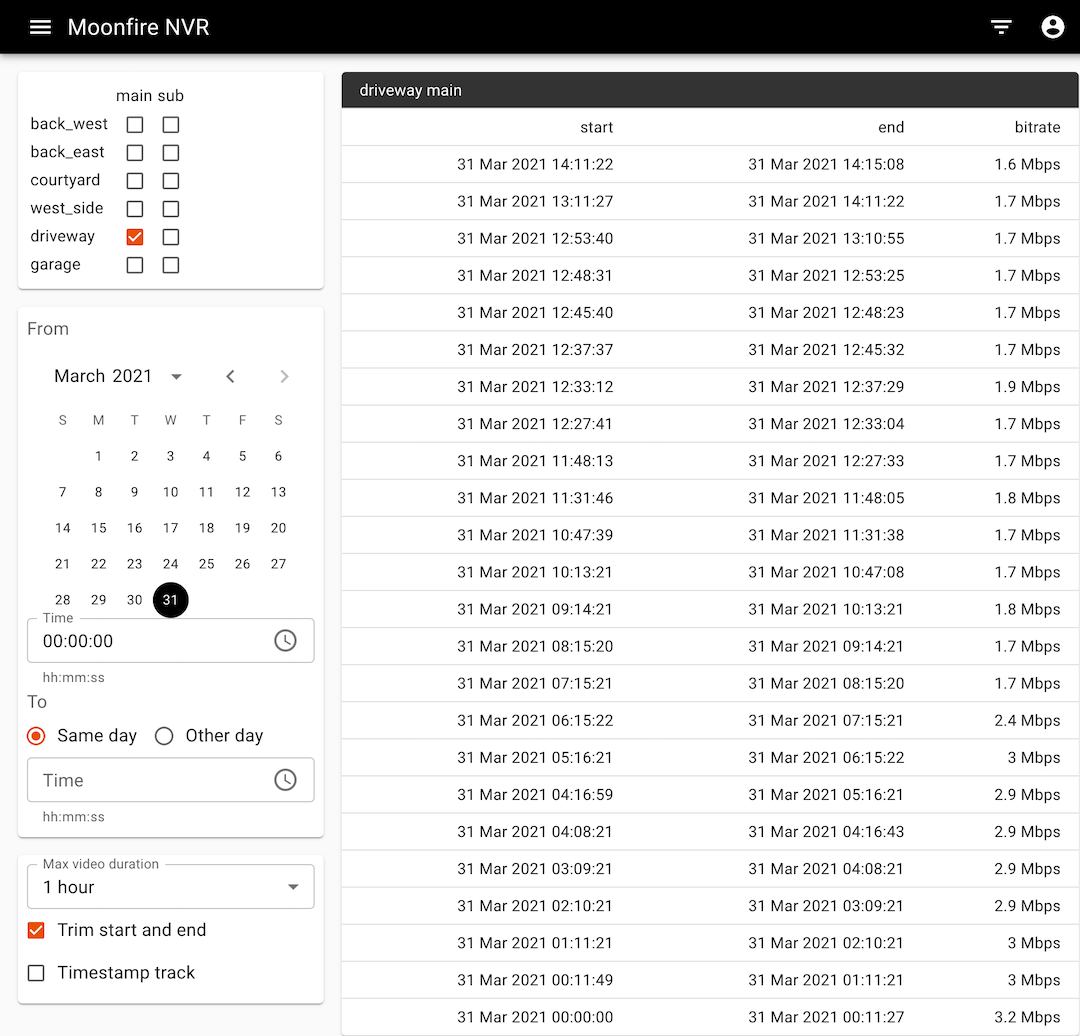 Moonfire NVR
main sub
back_west
back_east
courtyard
west_side
driveway
garage
From
March 2021
S M T W T F S
1 2 3 4 5 6
7 8 9 10 11 12 13
14 15 16 17 18 19 20
21 22 23 24 25 26 27
28 29 30 31
Time
00:00:00
hh:mm:ss
To
Same day Other day
Time
hh:mm:ss
Max video duration
1 hour
Trim start and end
Timestamp track
driveway main
start end bitrate
31 Mar 2021 14:11:22 31 Mar 2021 14:15:08 1.6 Mbps
31 Mar 2021 13:11:27 31 Mar 2021 14:11:22 1.7 Mbps
31 Mar 2021 12:53:40 31 Mar 2021 13:10:55 1.7 Mbps
31 Mar 2021 12:48:31 31 Mar 2021 12:53:25 1.7 Mbps
31 Mar 2021 12:45:40 31 Mar 2021 12:48:23 1.7 Mbps
31 Mar 2021 12:37:37 31 Mar 2021 12:45:32 1.7 Mbps
31 Mar 2021 12:33:12 31 Mar 2021 12:37:29 1.9 Mbps
31 Mar 2021 12:27:41 31 Mar 2021 12:33:04 1.7 Mbps
31 Mar 2021 11:48:13 31 Mar 2021 12:27:33 1.7 Mbps
31 Mar 2021 11:31:46 31 Mar 2021 11:48:05 1.8 Mbps
31 Mar 2021 10:47:39 31 Mar 2021 11:31:38 1.7 Mbps
31 Mar 2021 10:13:21 31 Mar 2021 10:47:08 1.7 Mbps
31 Mar 2021 09:14:21 31 Mar 2021 10:13:21 1.8 Mbps
31 Mar 2021 08:15:20 31 Mar 2021 09:14:21 1.7 Mbps
31 Mar 2021 07:15:21 31 Mar 2021 08:15:20 1.7 Mbps
31 Mar 2021 06:15:22 31 Mar 2021 07:15:21 2.4 Mbps
31 Mar 2021 05:16:21 31 Mar 2021 06:15:22 3 Mbps
31 Mar 2021 04:16:59 31 Mar 2021 05:16:21 2.9 Mbps
31 Mar 2021 04:08:21 31 Mar 2021 04:16:43 2.9 Mbps
31 Mar 2021 03:09:21 31 Mar 2021 04:08:21 2.9 Mbps
31 Mar 2021 02:10:21 31 Mar 2021 03:09:21 2.9 Mbps
31 Mar 2021 01:11:21 31 Mar 2021 02:10:21 3 Mbps
31 Mar 2021 00:11:49 31 Mar 2021 01:11:21 3 Mbps
31 Mar 2021 00:00:00 31 Mar 2021 00:11:27 3.2 Mbps